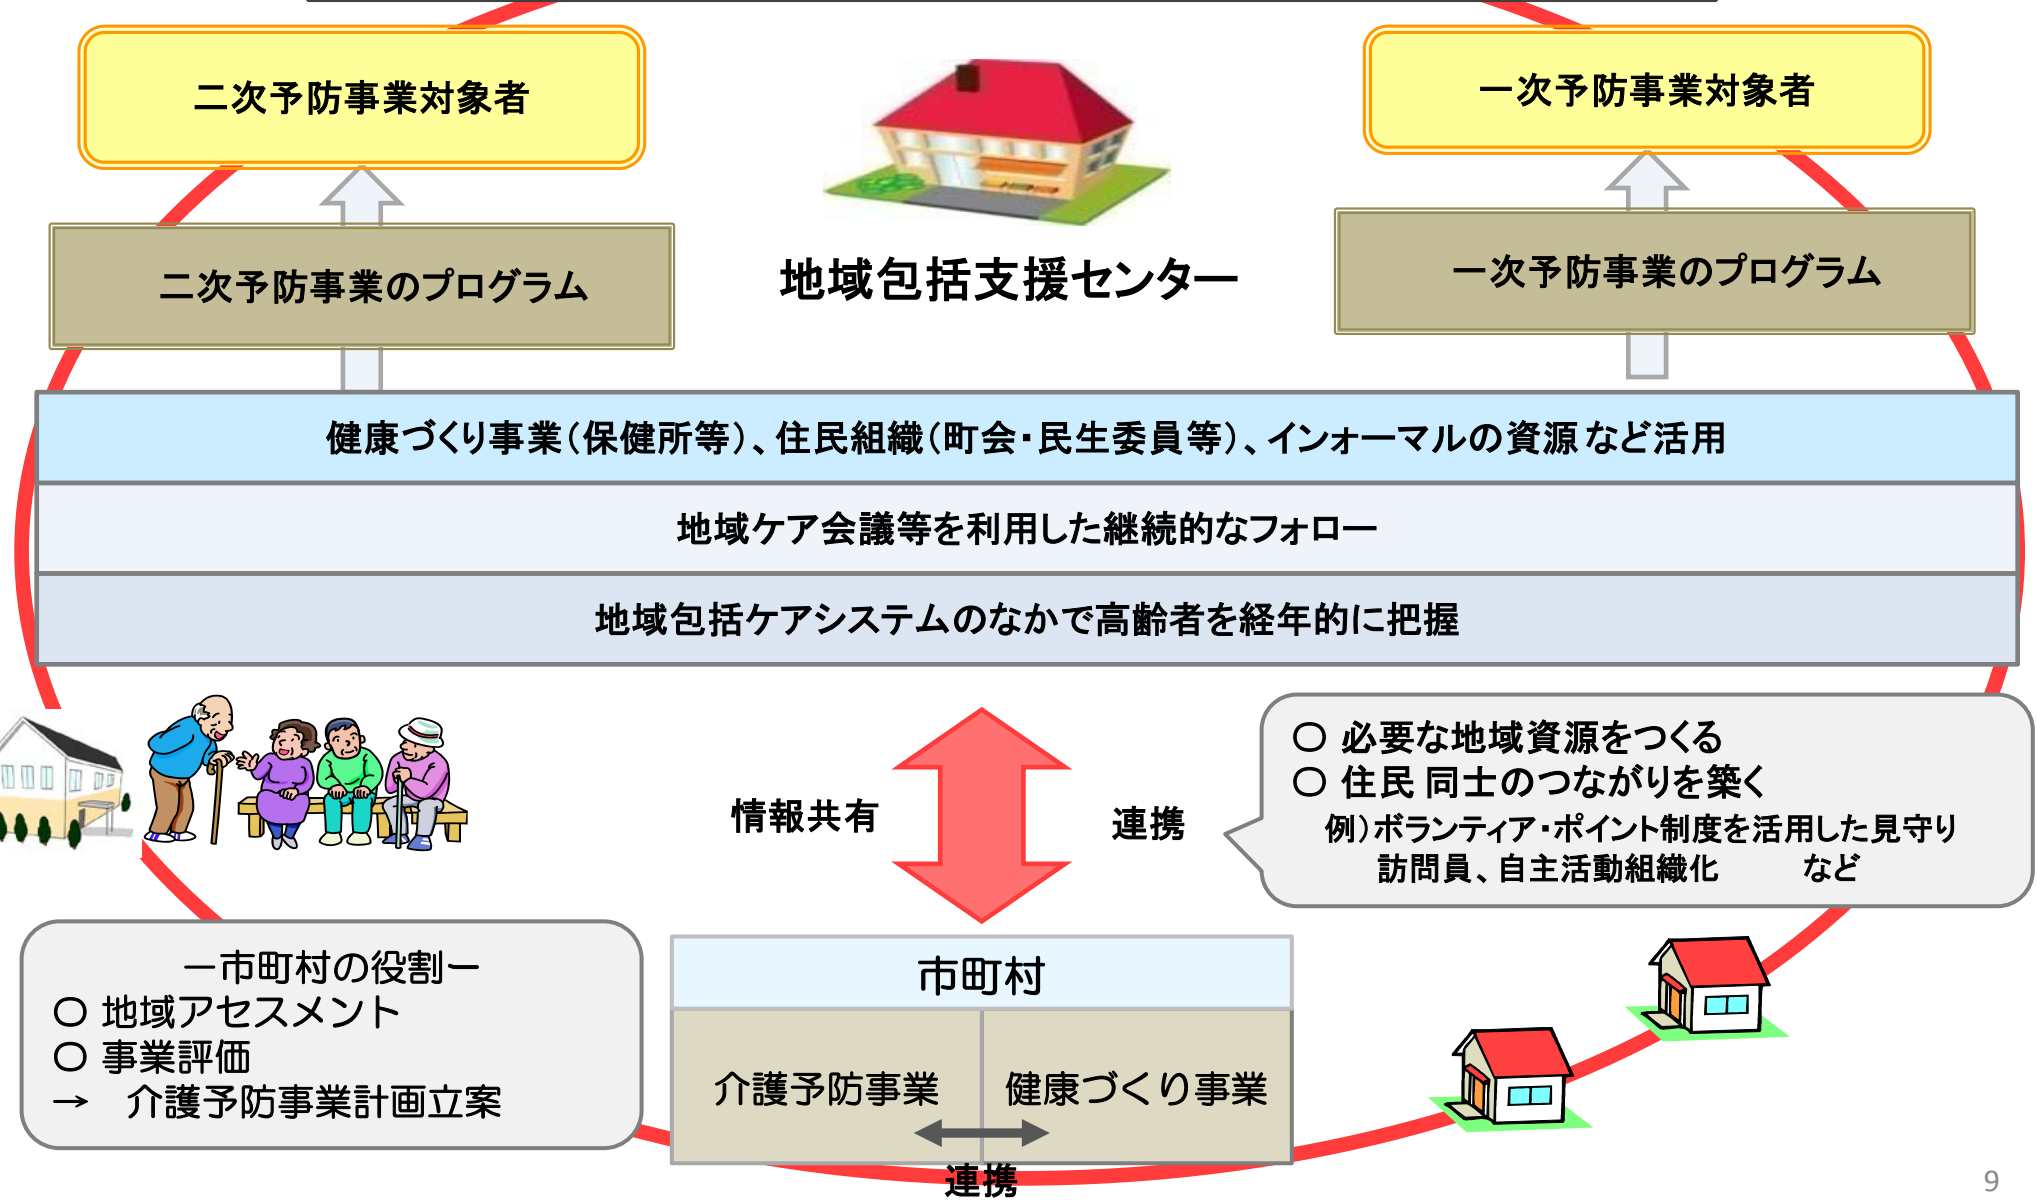 二次予防事業対象者
一次予防事業対象者
二次予防事業のプログラム
地域包括支援センター
一次予防事業のプログラム
健康づくり事業（保健所等）、住民組織（町会・民生委員等）、インォーマルの資源など活用
地域ケア会議等を利用した継続的なフォロー
地域包括ケアシステムのなかで高齢者を経年的に把握
情報共有
連携
〇 必要な地域資源をつくる
〇 住民同士のつながりを築く
例）ボランティア・ポイント制度を活用した見守り
訪問員、自主活動組織化　　など
－市町村の役割－
〇 地域アセスメント
〇 事業評価
→　介護予防事業計画立案
市町村
介護予防事業
健康づくり事業
連携
9